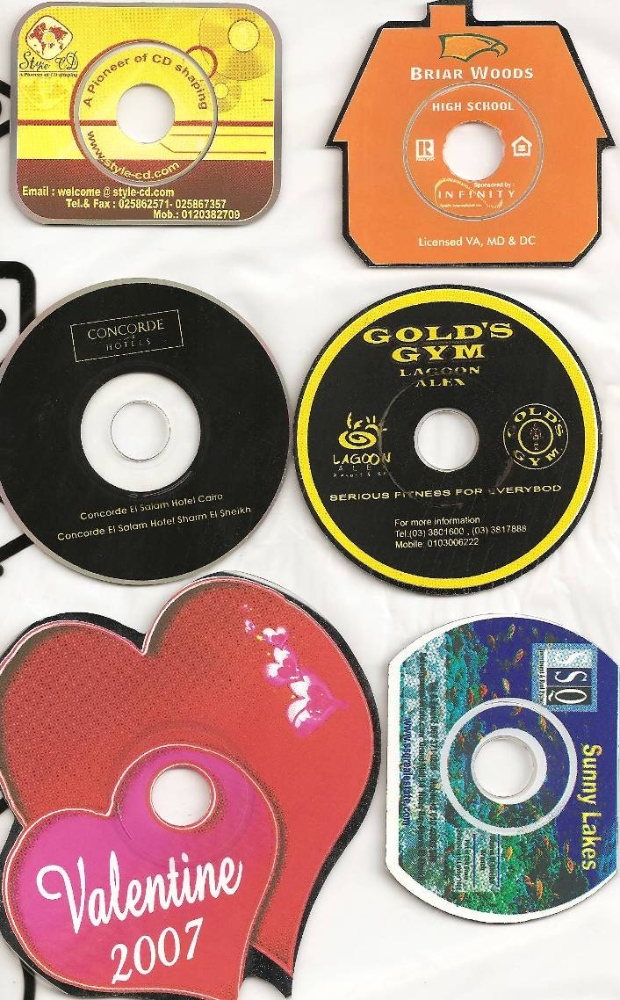 Style CD
A Pioneer of CD shaping
A Pioneer of CD shaping
www.style-cd.com
Email : welcome @ style-cd.com
Tel.& Fax : 025862571- 025867357
Mob.: 0120382709
BRIAR WOODS
HIGH SCHOOL
R
REALTOR
Sponsored by :
INFINITY
Licensed VA, MD & DC
CONCORDE
HOTELS
Concorde El Salam Hotel Cairo
Concorde El Salam Hotel Sharm El Sheikh
GOLD'S
GYM
LAGOON
ALEX
LAGOON
ALEX
GOLD'S
GYM
SERIOUS FITNESS FOR EVERYBOD
For more information
Tel:(03) 3801600 , (03) 3817888
Mobile: 0103006222
Valentine
2007
SSQ
Sunny Lakes